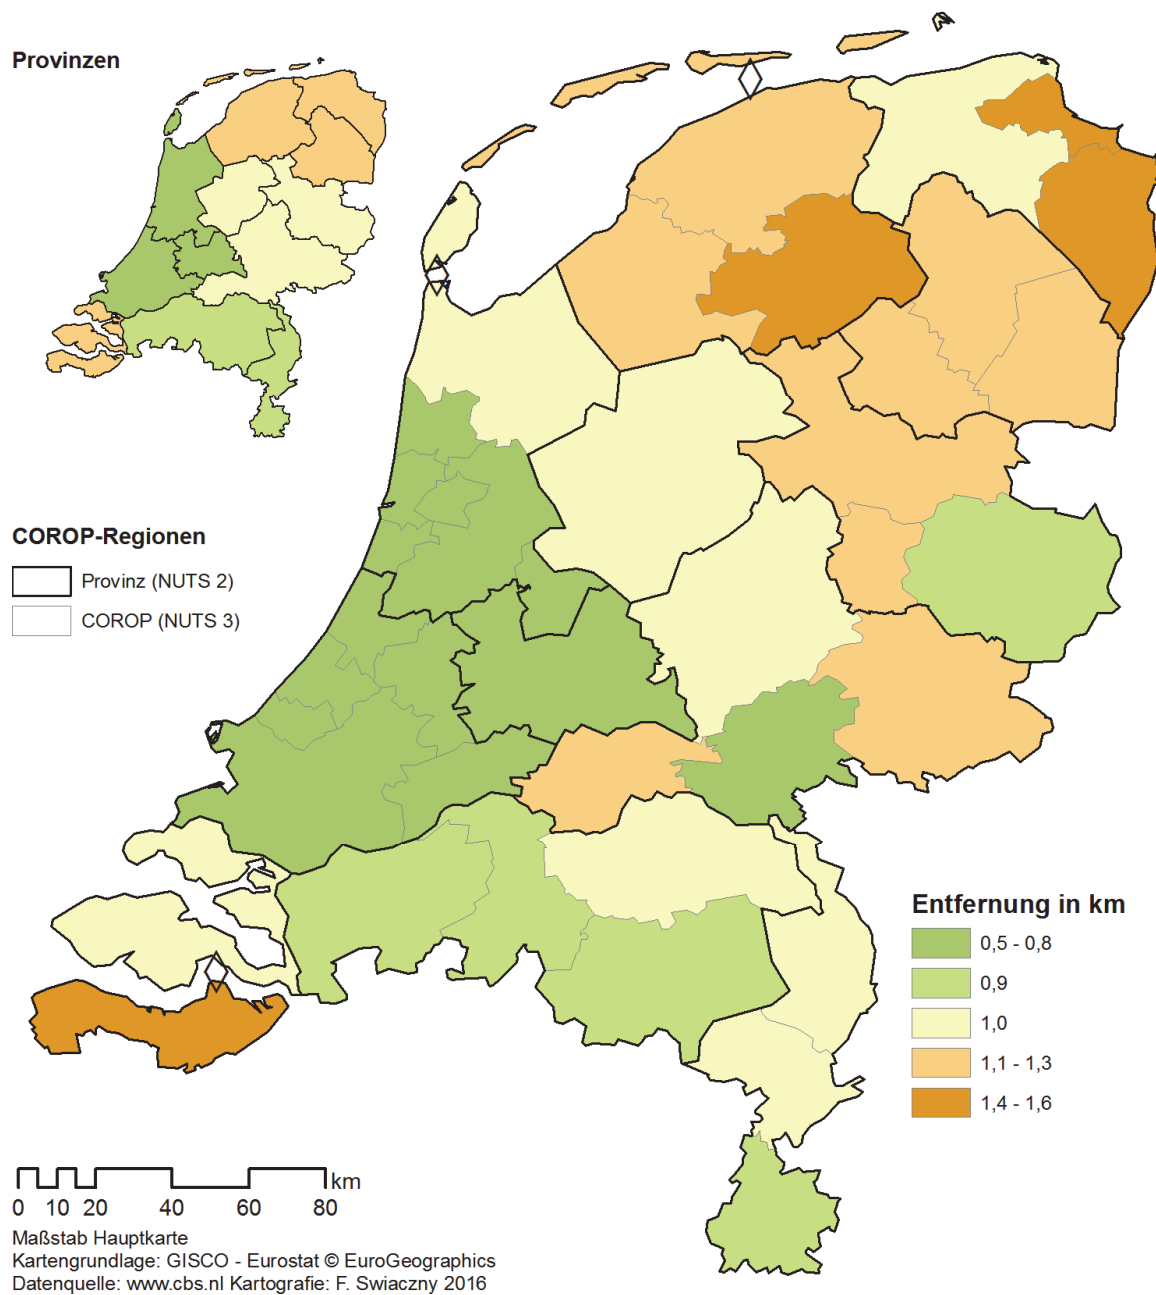 Provinzen
COROP-Regionen
Provinz (NUTS 2)
COROP (NUTS 3)
Entfernung in km
0,5 - 0,8
0,9
1,0
1,1 - 1,3
1,4 - 1,6
km
0 10 20 40 60 80
Maßstab Hauptkarte
Kartengrundlage: GISCO - Eurostat © EuroGeographics
Datenquelle: www.cbs.nl Kartografie: F. Swiaczny 2016